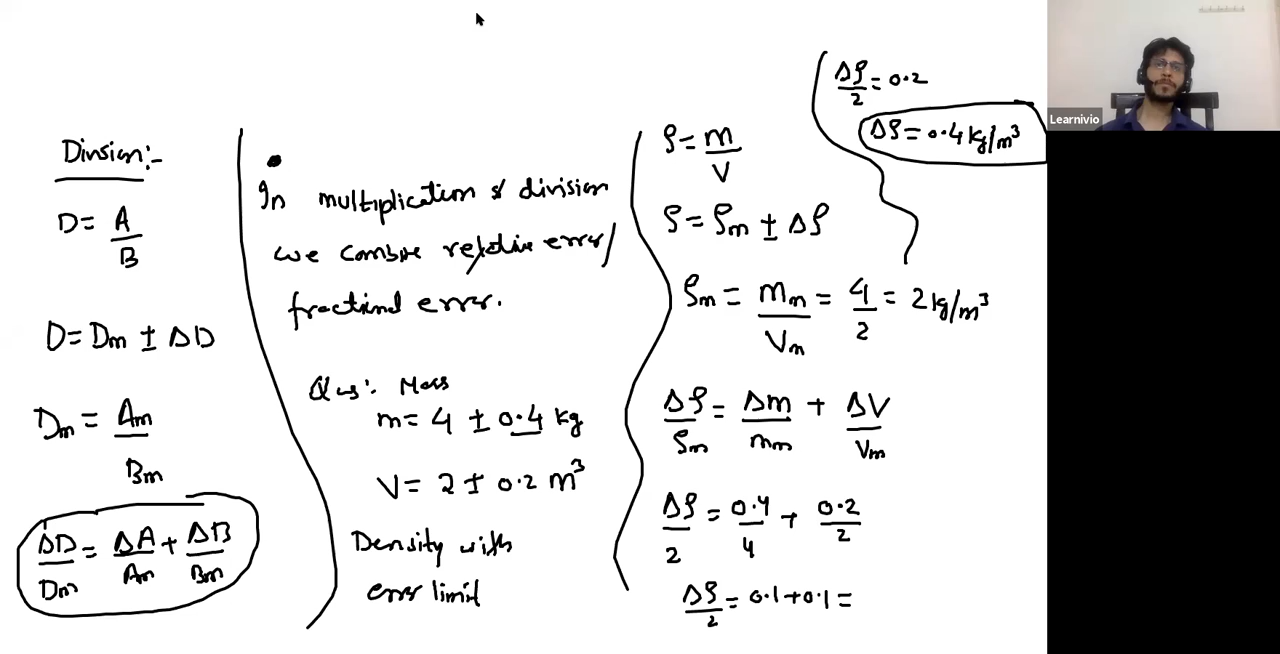 Division:-
D = A/B
D = Dm ± ΔD
Dm = Am/Bm
ΔD/Dm = ΔA/Am + ΔB/Bm
In multiplication & division
we combine relative error/
fractional error.
Ques:. Mass
m = 4 ± 0.4 kg
V = 2 ± 0.2 m³
Density with
error limit
ρ = m/V
ρ = ρm ± Δρ
ρm = mm/Vm = 4/2 = 2 kg/m³
Δρ/ρm = Δm/mm + ΔV/Vm
Δρ/2 = 0.4/4 + 0.2/2
Δρ/2 = 0.1 + 0.1 =
Δρ/2 = 0.2
Δρ = 0.4 kg/m³
Learnivio